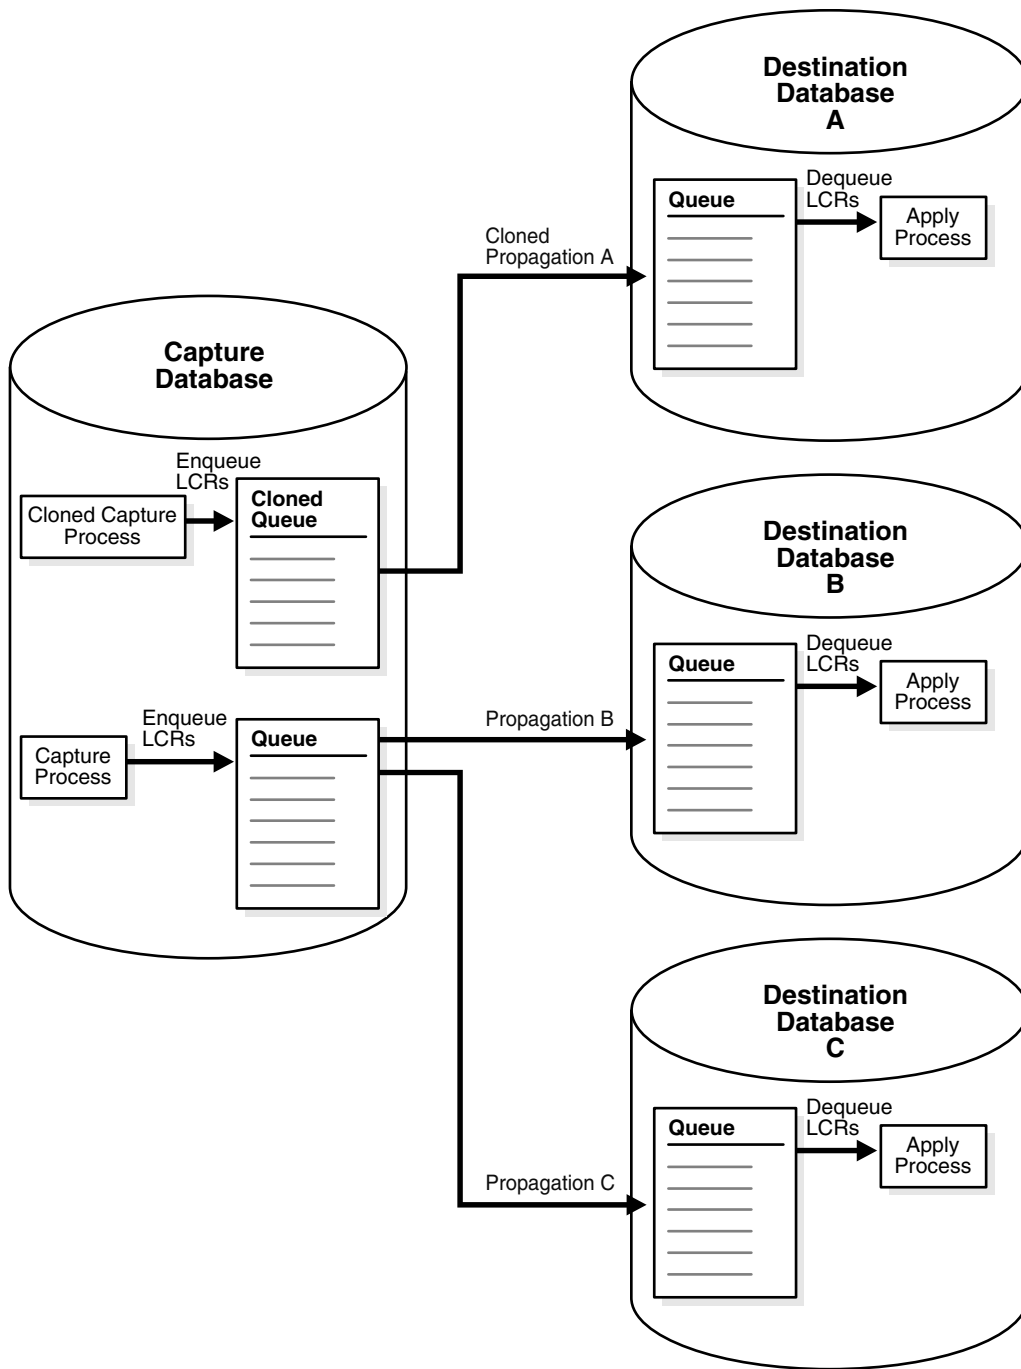 Destination
Database
A
Dequeue
LCRs
Queue
Apply
Process
Cloned
Propagation A
Capture
Database
Enqueue
LCRs
Cloned Capture
Process
Cloned
Queue
Destination
Database
B
Dequeue
LCRs
Queue
Apply
Process
Propagation B
Enqueue
LCRs
Capture
Process
Queue
Destination
Database
C
Dequeue
LCRs
Queue
Apply
Process
Propagation C